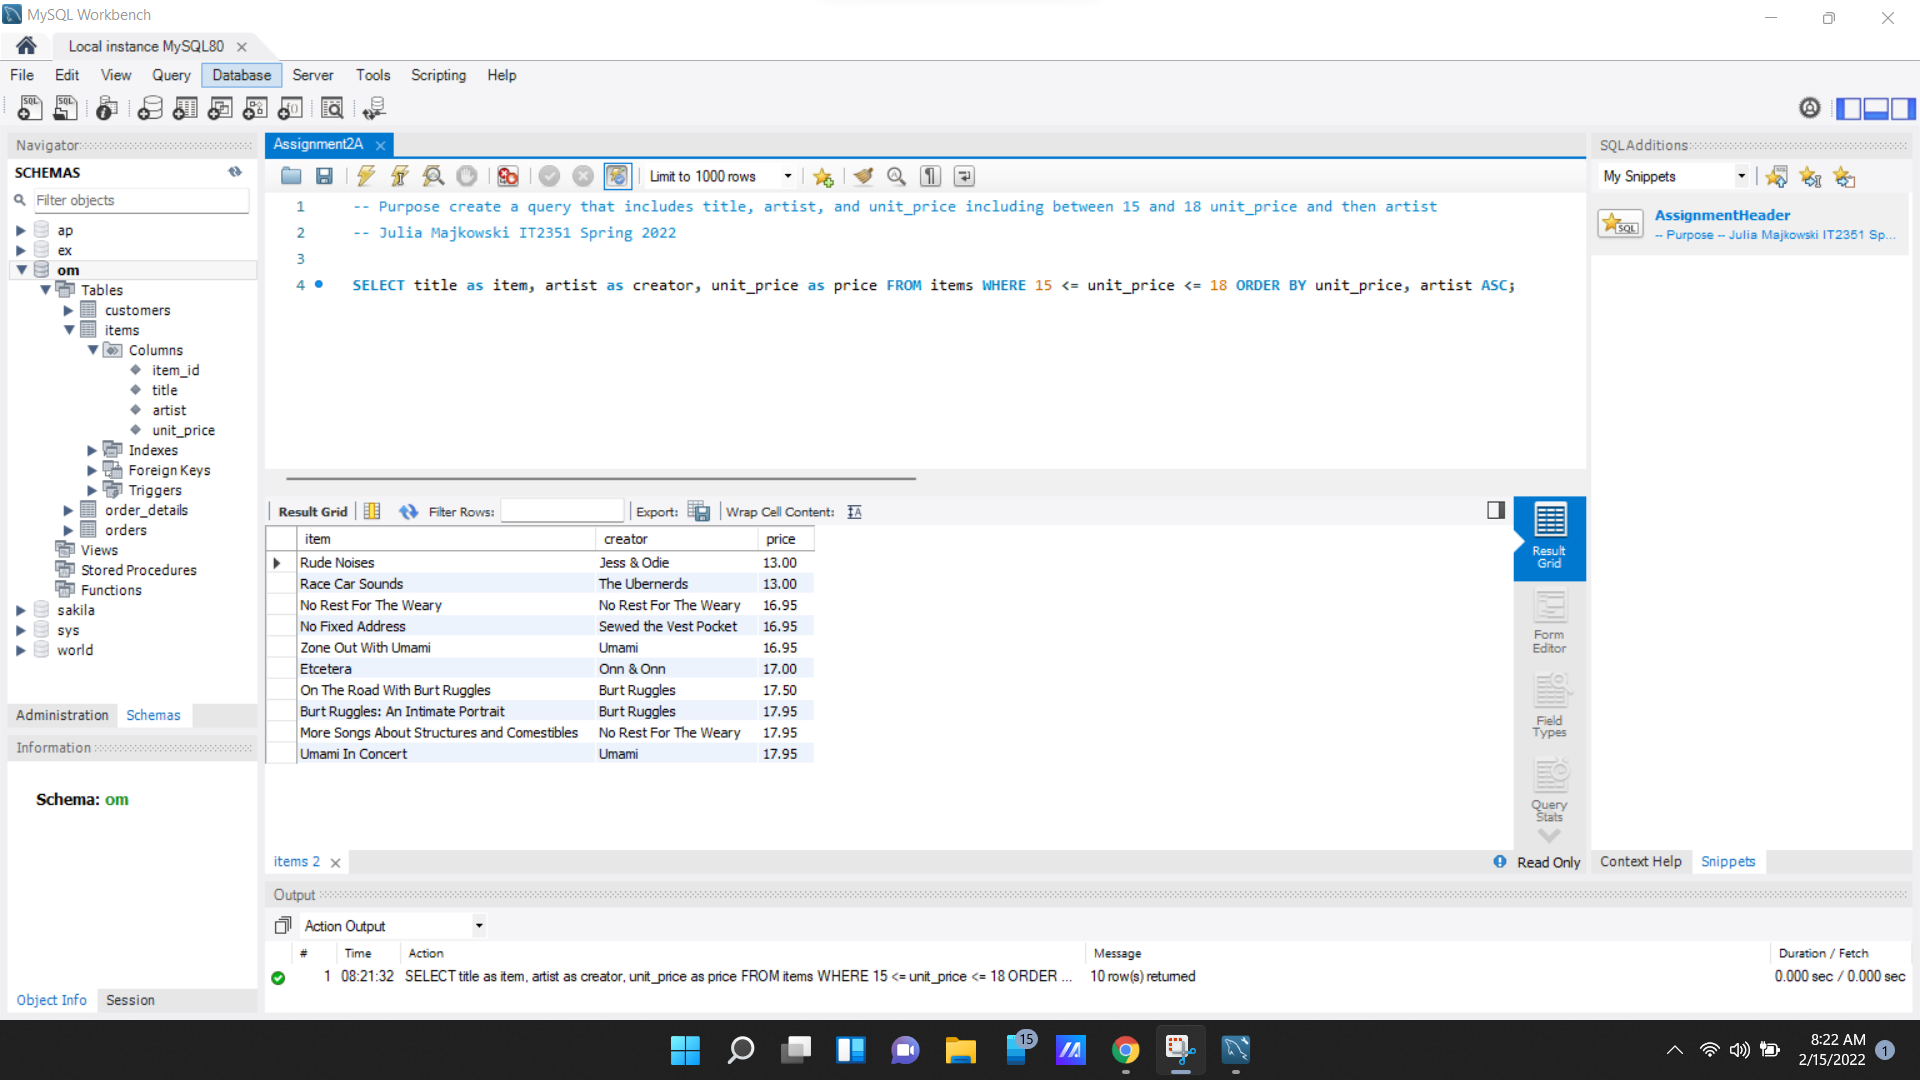 MySQL Workbench
Local instance MySQL80
File Edit View Query Database Server Tools Scripting Help
Navigator
SCHEMAS
Filter objects
ap
ex
om
Tables
customers
items
Columns
item_id
title
artist
unit_price
Indexes
Foreign Keys
Triggers
order_details
orders
Views
Stored Procedures
Functions
sakila
sys
world
Administration Schemas
Information
Schema: om
Object Info Session
Assignment2A
Limit to 1000 rows
1 -- Purpose create a query that includes title, artist, and unit_price including between 15 and 18 unit_price and then artist
2 -- Julia Majkowski IT2351 Spring 2022
3
4 SELECT title as item, artist as creator, unit_price as price FROM items WHERE 15 <= unit_price <= 18 ORDER BY unit_price, artist ASC;
Result Grid Filter Rows: Export: Wrap Cell Content:
item creator price
Rude Noises Jess & Odie 13.00
Race Car Sounds The Ubernerds 13.00
No Rest For The Weary No Rest For The Weary 16.95
No Fixed Address Sewed the Vest Pocket 16.95
Zone Out With Umami Umami 16.95
Etcetera Onn & Onn 17.00
On The Road With Burt Ruggles Burt Ruggles 17.50
Burt Ruggles: An Intimate Portrait Burt Ruggles 17.95
More Songs About Structures and Comestibles No Rest For The Weary 17.95
Umami In Concert Umami 17.95
Result
Grid
Form
Editor
Field
Types
Query
Stats
items 2
Read Only
SQLAdditions
My Snippets
SQL
AssignmentHeader
-- Purpose -- Julia Majkowski IT2351 Sp...
Context Help Snippets
Output
Action Output
# Time Action Message Duration / Fetch
1 08:21:32 SELECT title as item, artist as creator, unit_price as price FROM items WHERE 15 <= unit_price <= 18 ORDER ... 10 row(s) returned 0.000 sec / 0.000 sec
15
8:22 AM
2/15/2022
1